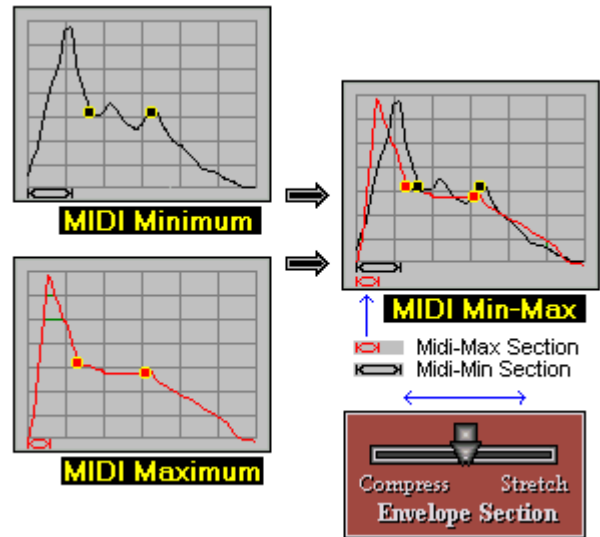 MIDI Minimum
MIDI Maximum
MIDI Min-Max
Midi-Max Section
Midi-Min Section
Compress Stretch
Envelope Section